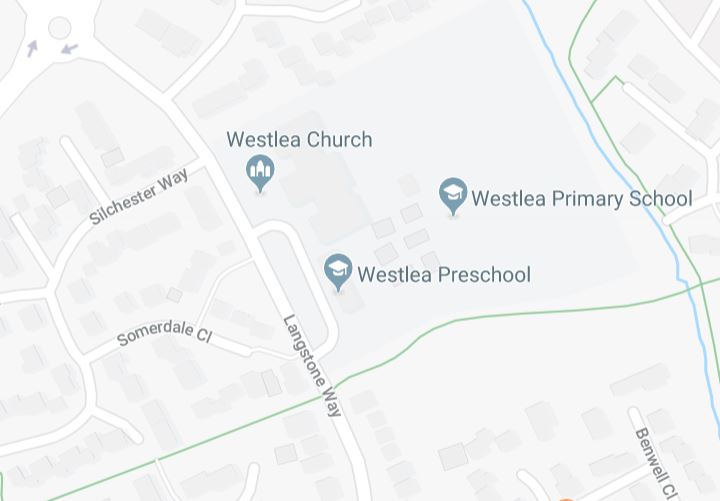 Westlea Church
Silchester Way
Westlea Primary School
Westlea Preschool
Somerdale Cl
Langstone Way
Benwell Cl